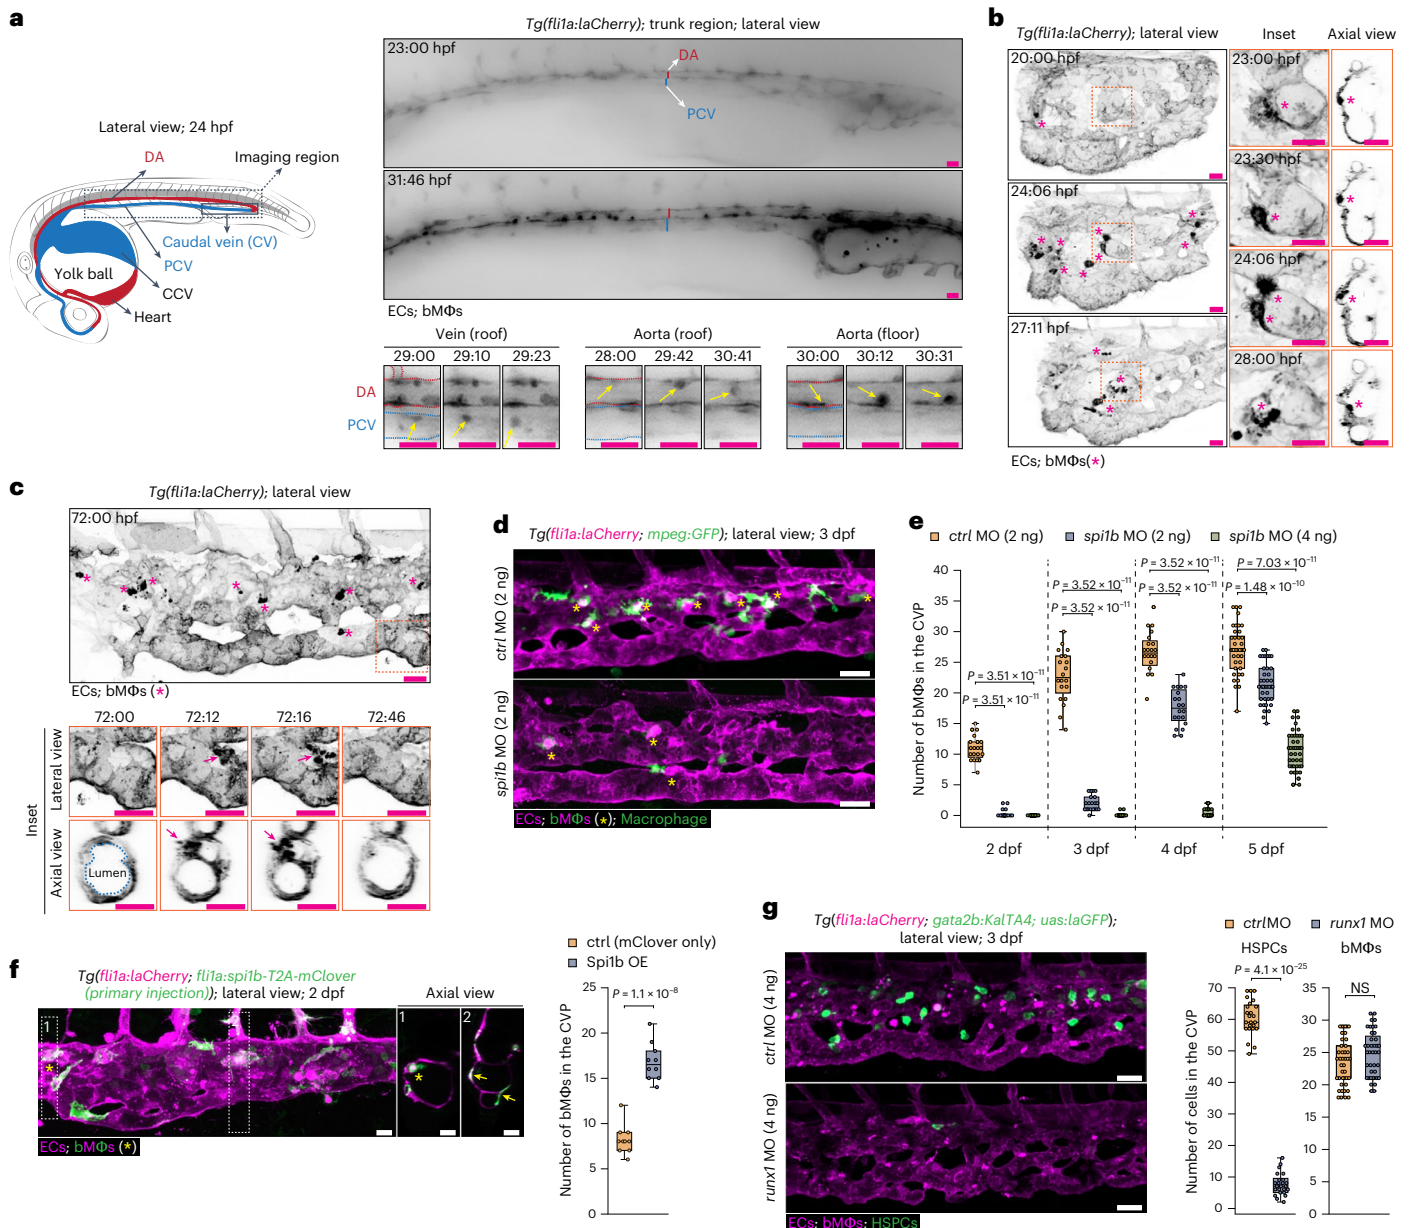 a
Tg(fli1a:laCherry); trunk region; lateral view
23:00 hpf
DA
PCV
31:46 hpf
ECs; bMΦs
Lateral view; 24 hpf
DA
Imaging region
Caudal vein (CV)
PCV
Yolk ball
CCV
Heart
Vein (roof)
Aorta (roof)
Aorta (floor)
29:00 29:10 29:23
28:00 29:42 30:41
30:00 30:12 30:31
DA
PCV
b
Tg(fli1a:laCherry); lateral view
Inset
Axial view
20:00 hpf
24:06 hpf
27:11 hpf
23:00 hpf
23:30 hpf
24:06 hpf
28:00 hpf
ECs; bMΦs(*)
c
Tg(fli1a:laCherry); lateral view
72:00 hpf
ECs; bMΦs (*)
72:00 72:12 72:16 72:46
Inset
Lateral view
Axial view
Lumen
d
Tg(fli1a:laCherry; mpeg:GFP); lateral view; 3 dpf
ctrl MO (2 ng)
spi1b MO (2 ng)
ECs; bMΦs (*); Macrophage
e
ctrl MO (2 ng) spi1b MO (2 ng) spi1b MO (4 ng)
Number of bMΦs in the CVP
40
35
30
25
20
15
10
5
0
P = 3.51 × 10⁻¹¹
P = 3.51 × 10⁻¹¹
P = 3.52 × 10⁻¹¹
P = 3.52 × 10⁻¹¹
P = 3.52 × 10⁻¹¹
P = 3.52 × 10⁻¹¹
P = 7.03 × 10⁻¹¹
P = 1.48 × 10⁻¹⁰
2 dpf 3 dpf 4 dpf 5 dpf
f
Tg(fli1a:laCherry; fli1a:spi1b-T2A-mClover
(primary injection)); lateral view; 2 dpf
Axial view
1
2
1
2
ECs; bMΦs (*)
ctrl (mClover only)
Spi1b OE
Number of bMΦs in the CVP
P = 1.1 × 10⁻⁸
25
20
15
10
5
0
g
Tg(fli1a:laCherry; gata2b:KalTA4; uas:laGFP);
lateral view; 3 dpf
ctrl MO (4 ng)
runx1 MO (4 ng)
ECs; bMΦs; HSPCs
ctrlMO runx1 MO
HSPCs
bMΦs
P = 4.1 × 10⁻²⁵
NS
Number of cells in the CVP
70
60
50
40
30
20
10
0
35
30
25
20
15
10
5
0